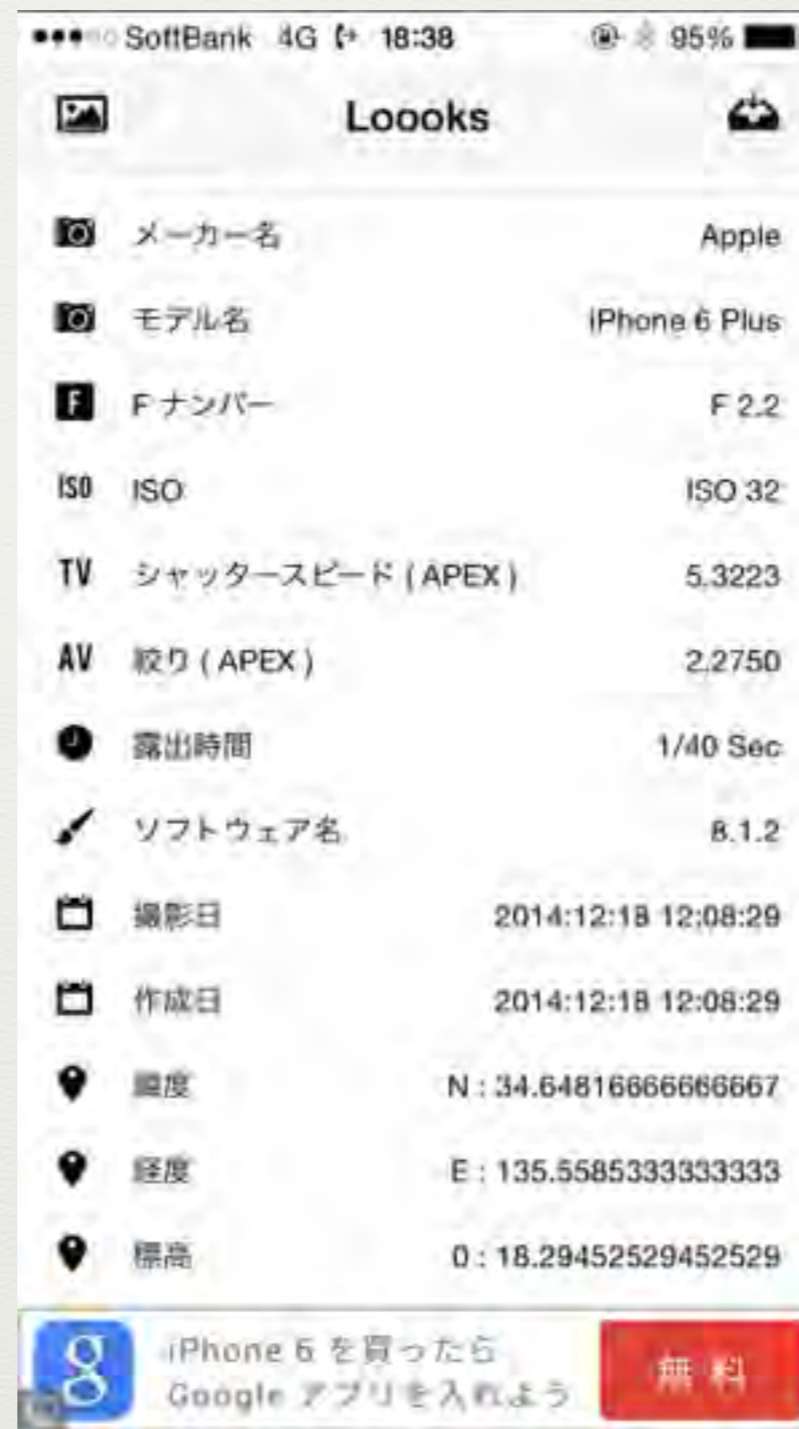 SoftBank 4G 18:38 95%
Loooks
メーカー名 Apple
モデル名 iPhone 6 Plus
F F ナンバー F 2.2
ISO ISO ISO 32
TV シャッタースピード ( APEX ) 5.3223
AV 絞り ( APEX ) 2.2750
露出時間 1/40 Sec
ソフトウェア名 8.1.2
撮影日 2014:12:18 12:08:29
作成日 2014:12:18 12:08:29
緯度 N : 34.64816666666667
経度 E : 135.5585333333333
標高 0 : 18.29452529452529
g iPhone 6 を買ったら
Google アプリを入れよう
無料